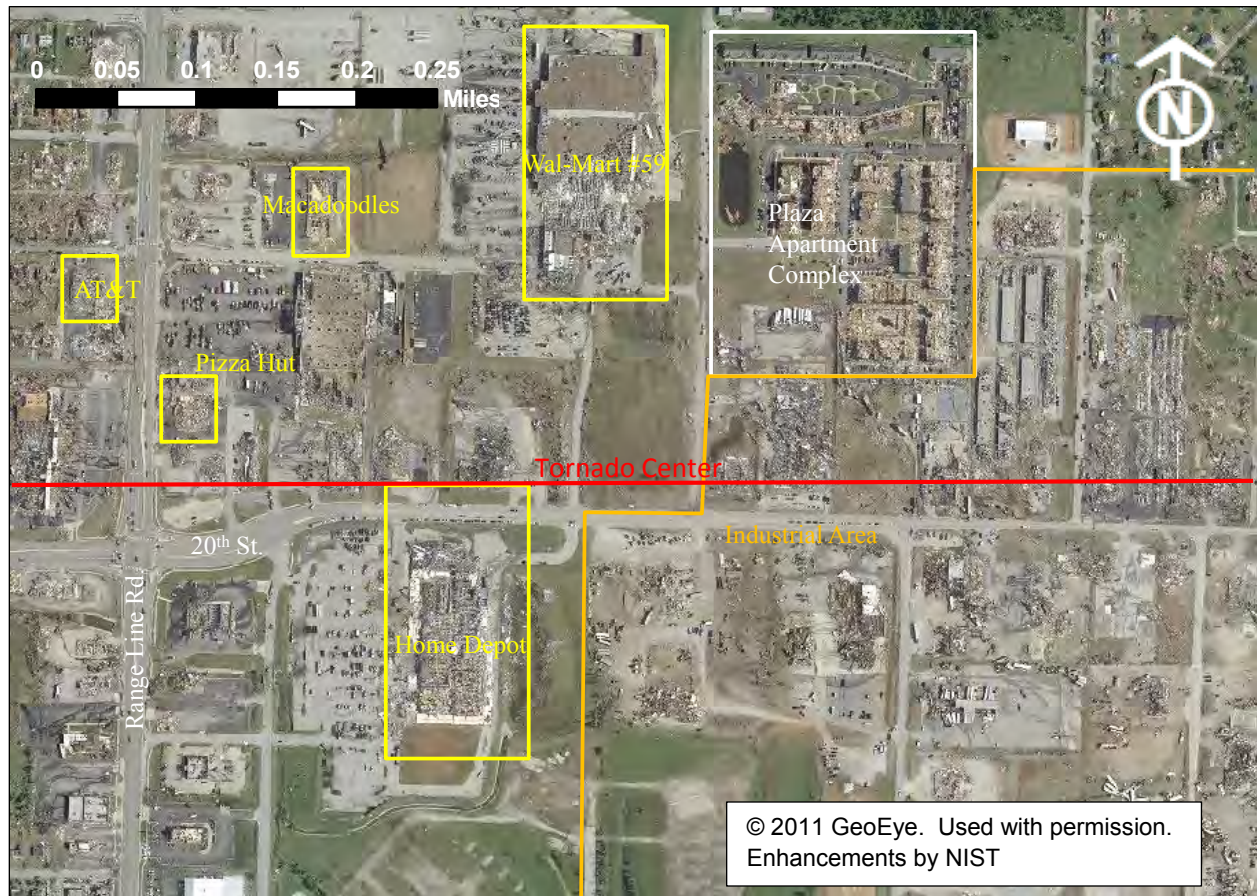 0 0.05 0.1 0.15 0.2 0.25
Miles
N
Wal-Mart #59
Macadoodles
Plaza
Apartment
Complex
AT&T
Pizza Hut
Tornado Center
20th St.
Industrial Area
Range Line Rd.
Home Depot
© 2011 GeoEye. Used with permission.
Enhancements by NIST